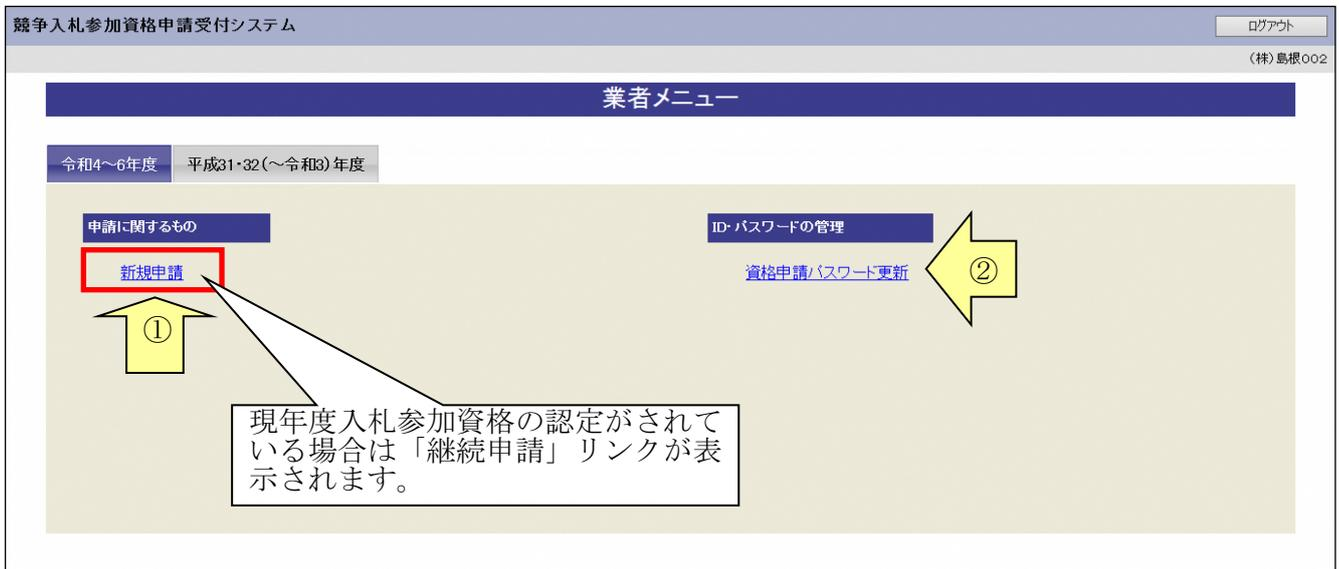 競争入札参加資格申請受付システム
ログアウト
(株)島根002
業者メニュー
令和4～6年度 平成31・32(～令和3)年度
申請に関するもの
新規申請
①
ID・パスワードの管理
資格申請パスワード更新
②
現年度入札参加資格の認定がされて
いる場合は「継続申請」リンクが表
示されます。